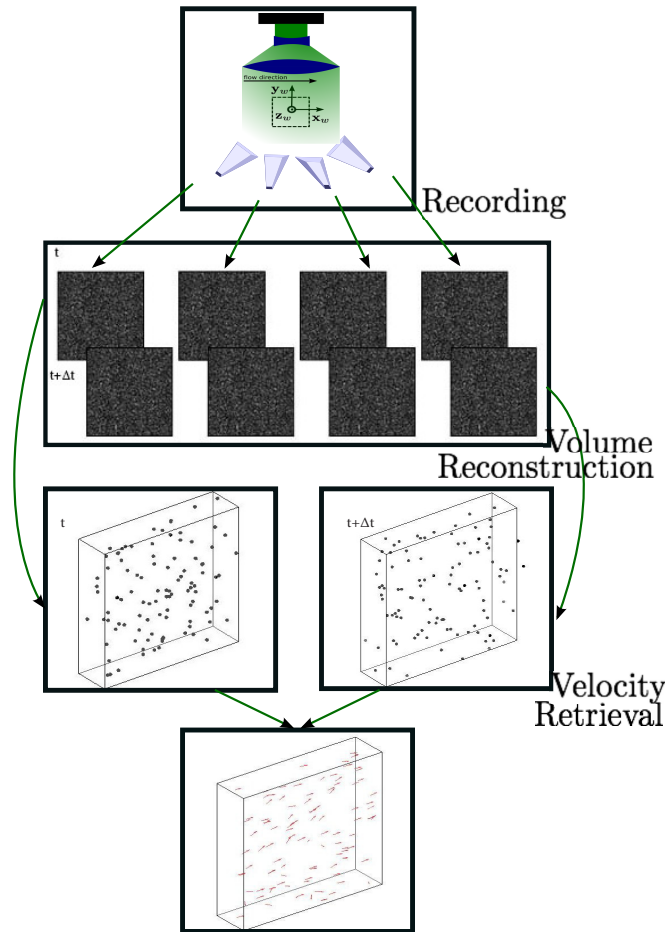 flow direction
y_w
z_w
x_w
Recording
t
t+Δt
Volume
Reconstruction
t
t+Δt
Velocity
Retrieval